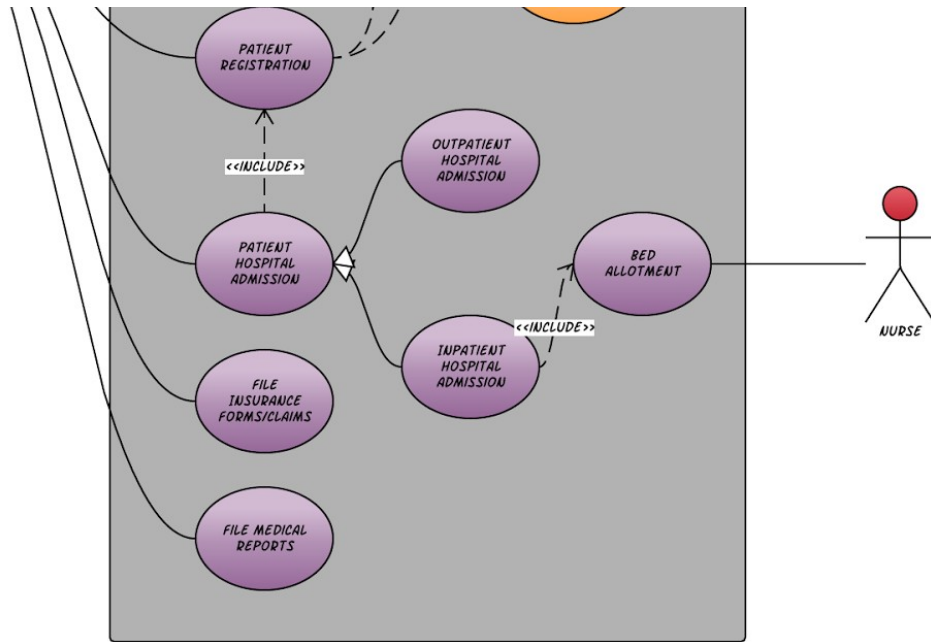 PATIENT
REGISTRATION
<<INCLUDE>>
OUTPATIENT
HOSPITAL
ADMISSION
PATIENT
HOSPITAL
ADMISSION
BED
ALLOTMENT
<<INCLUDE>>
NURSE
INPATIENT
HOSPITAL
ADMISSION
FILE
INSURANCE
FORMS/CLAIMS
FILE MEDICAL
REPORTS